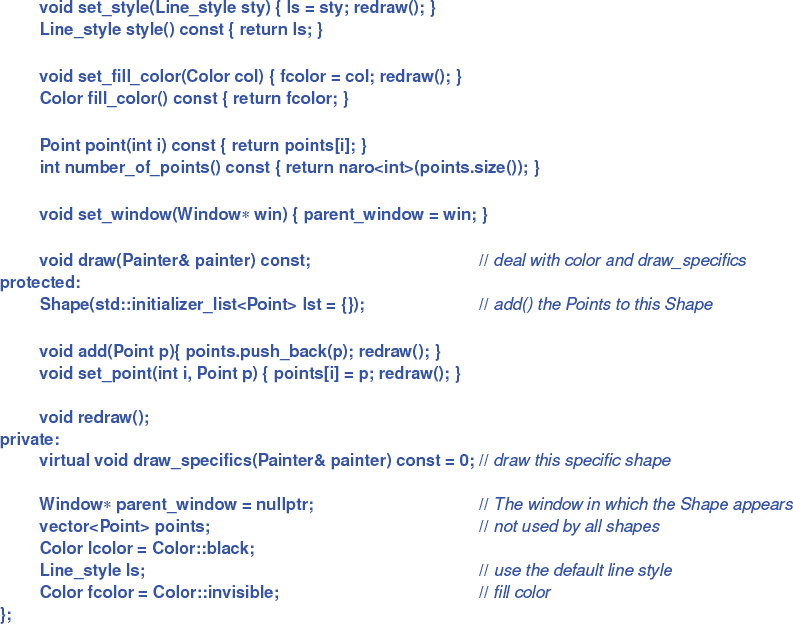 void set_style(Line_style sty) { ls = sty; redraw(); }
Line_style style() const { return ls; }
void set_fill_color(Color col) { fcolor = col; redraw(); }
Color fill_color() const { return fcolor; }
Point point(int i) const { return points[i]; }
int number_of_points() const { return naro<int>(points.size()); }
void set_window(Window* win) { parent_window = win; }
void draw(Painter& painter) const; // deal with color and draw_specifics
protected:
Shape(std::initializer_list<Point> lst = {}); // add() the Points to this Shape
void add(Point p){ points.push_back(p); redraw(); }
void set_point(int i, Point p) { points[i] = p; redraw(); }
void redraw();
private:
virtual void draw_specifics(Painter& painter) const = 0; // draw this specific shape
Window* parent_window = nullptr; // The window in which the Shape appears
vector<Point> points; // not used by all shapes
Color lcolor = Color::black;
Line_style ls; // use the default line style
Color fcolor = Color::invisible; // fill color
};